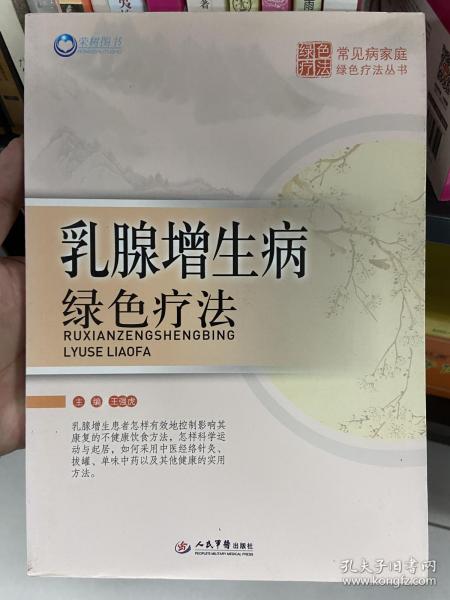 荣树图书
绿色
疗法
常见病家庭
绿色疗法丛书
乳腺增生病
绿色疗法
RUXIANZENGSHENGBING
LYUSE LIAOFA
主 编 王强虎
乳腺增生患者怎样有效地控制影响其
康复的不健康饮食方法,怎样科学运
动与起居,如何采用中医经络针灸、
拔罐、单味中药以及其他健康的实用
方法。
人民军医出版社
PEOPLE'S MILITARY MEDICAL PRESS
孔夫子旧书网
www.kongfz.com